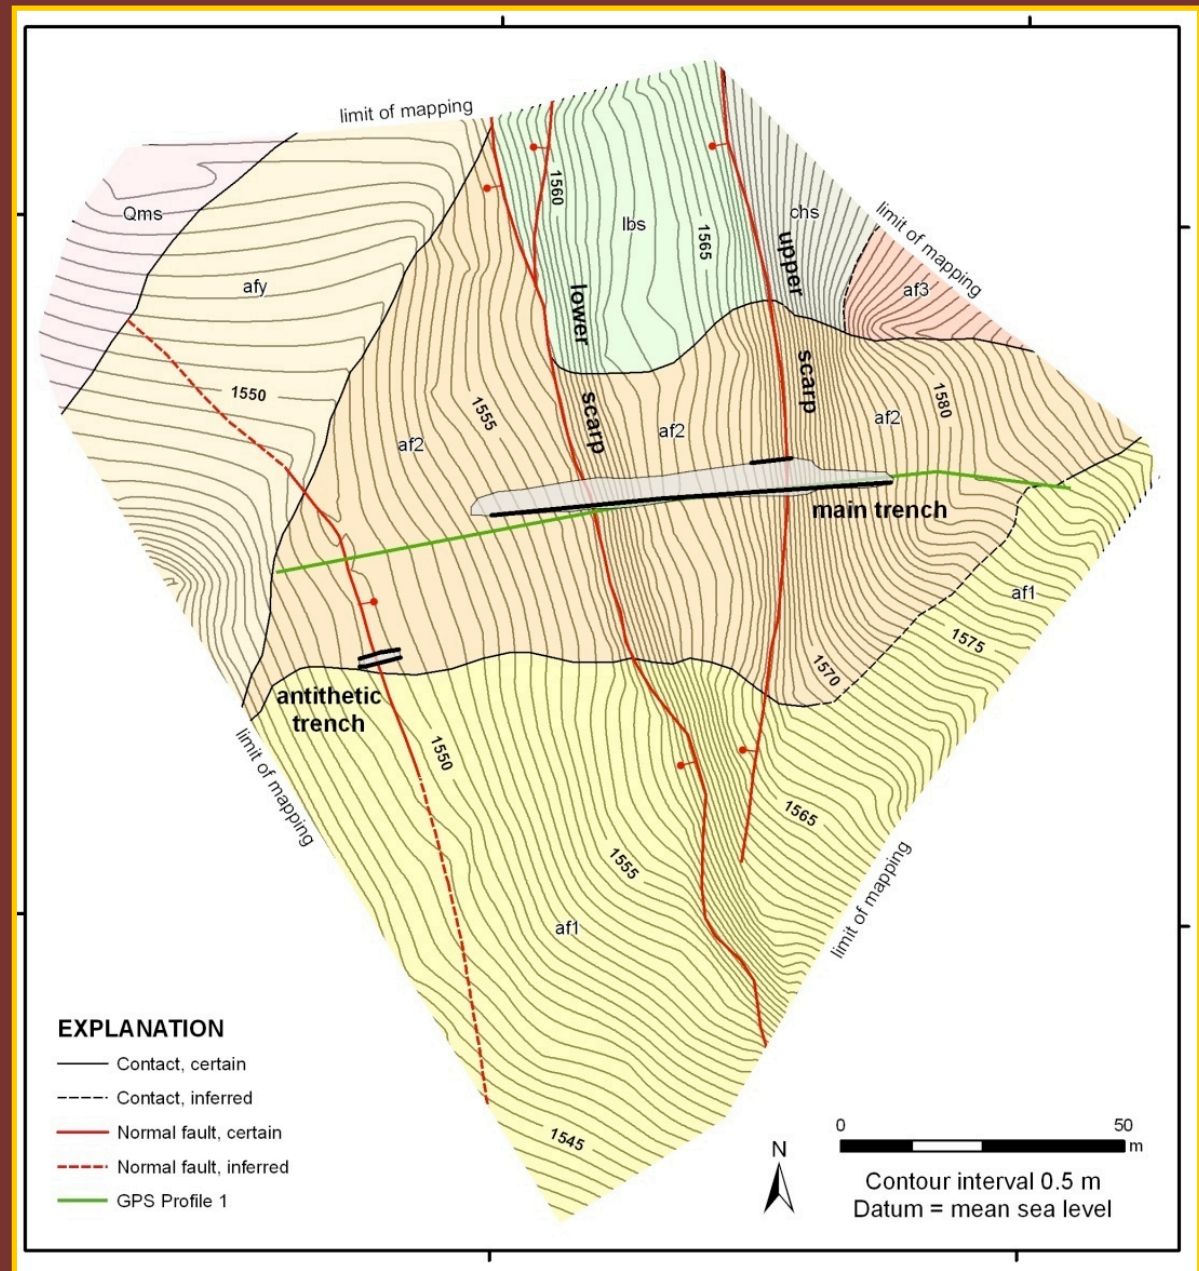 limit of mapping
Qms
1560
lbs
1565
chs
limit of mapping
upper
afy
af3
lower
1550
1555
scarp
1580
scarp
af2
af2
af2
main trench
af1
1575
1570
antithetic
trench
1550
limit of mapping
1565
1555
af1
limit of mapping
EXPLANATION
Contact, certain
Contact, inferred
Normal fault, certain
Normal fault, inferred
GPS Profile 1
1545
0 50
m
N
Contour interval 0.5 m
Datum = mean sea level